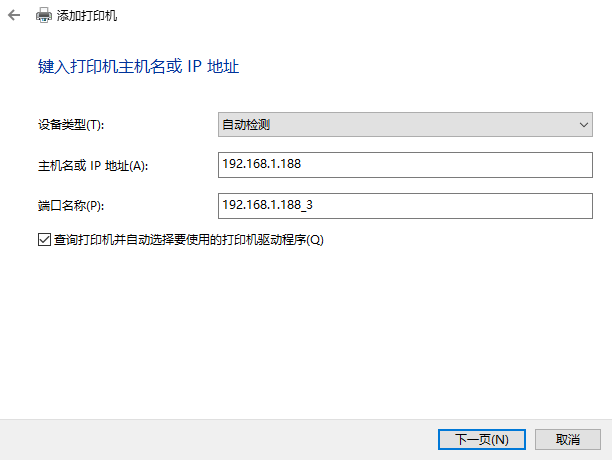 添加打印机
键入打印机主机名或 IP 地址
设备类型(T):
自动检测
主机名或 IP 地址(A):
192.168.1.188
端口名称(P):
192.168.1.188_3
查询打印机并自动选择要使用的打印机驱动程序(Q)
下一页(N)
取消